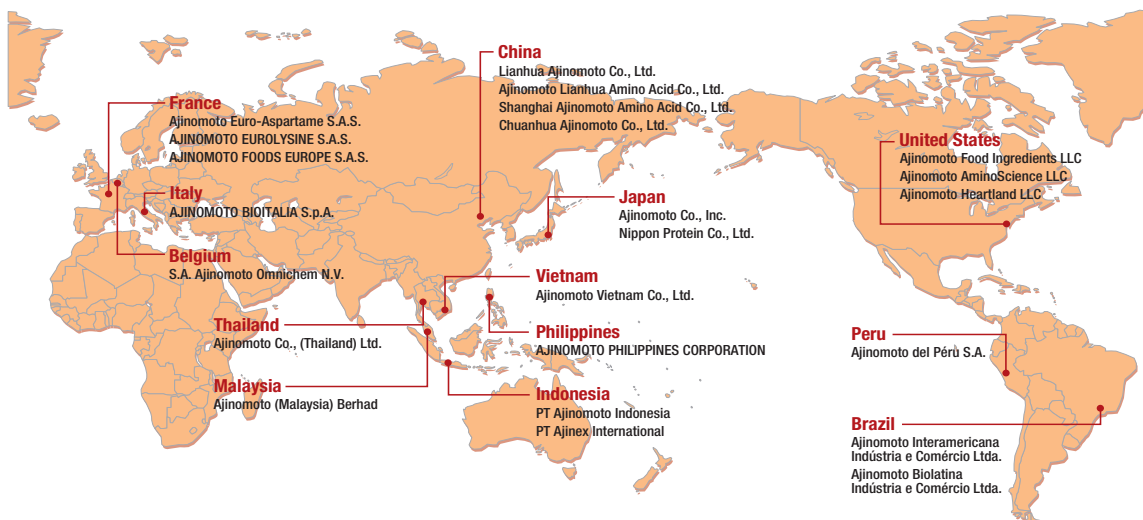 China
Lianhua Ajinomoto Co., Ltd.
Ajinomoto Lianhua Amino Acid Co., Ltd.
Shanghai Ajinomoto Amino Acid Co., Ltd.
Chuanhua Ajinomoto Co., Ltd.
France
Ajinomoto Euro-Aspartame S.A.S.
AJINOMOTO EUROLYSINE S.A.S.
AJINOMOTO FOODS EUROPE S.A.S.
Italy
AJINOMOTO BIOITALIA S.p.A.
Belgium
S.A. Ajinomoto Omnichem N.V.
Thailand
Ajinomoto Co., (Thailand) Ltd.
Malaysia
Ajinomoto (Malaysia) Berhad
Japan
Ajinomoto Co., Inc.
Nippon Protein Co., Ltd.
Vietnam
Ajinomoto Vietnam Co., Ltd.
Philippines
AJINOMOTO PHILIPPINES CORPORATION
Indonesia
PT Ajinomoto Indonesia
PT Ajinex International
United States
Ajinomoto Food Ingredients LLC
Ajinomoto AminoScience LLC
Ajinomoto Heartland LLC
Peru
Ajinomoto del Péru S.A.
Brazil
Ajinomoto Interamericana
Indústria e Comércio Ltda.
Ajinomoto Biolatina
Indústria e Comércio Ltda.